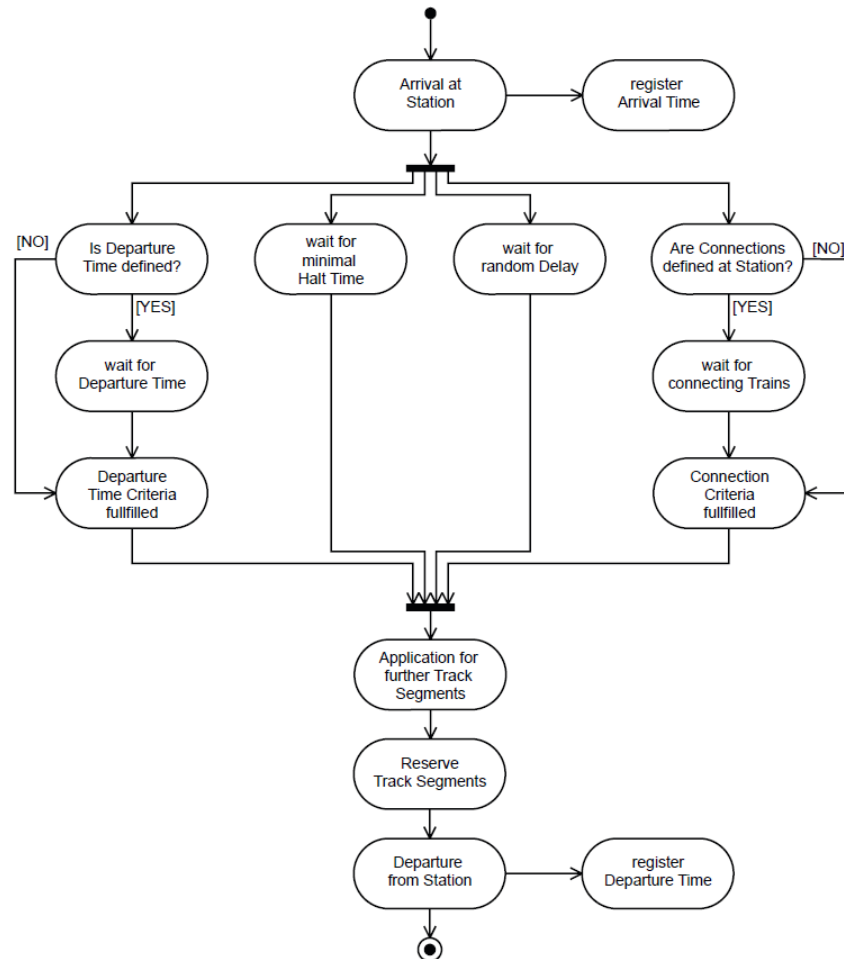 Arrival at
Station
register
Arrival Time
[NO]
Is Departure
Time defined?
wait for
minimal
Halt Time
wait for
random Delay
Are Connections
defined at Station?
[NO]
[YES]
[YES]
wait for
Departure Time
wait for
connecting Trains
Departure
Time Criteria
fullfilled
Connection
Criteria
fullfilled
Application for
further Track
Segments
Reserve
Track Segments
Departure
from Station
register
Departure Time